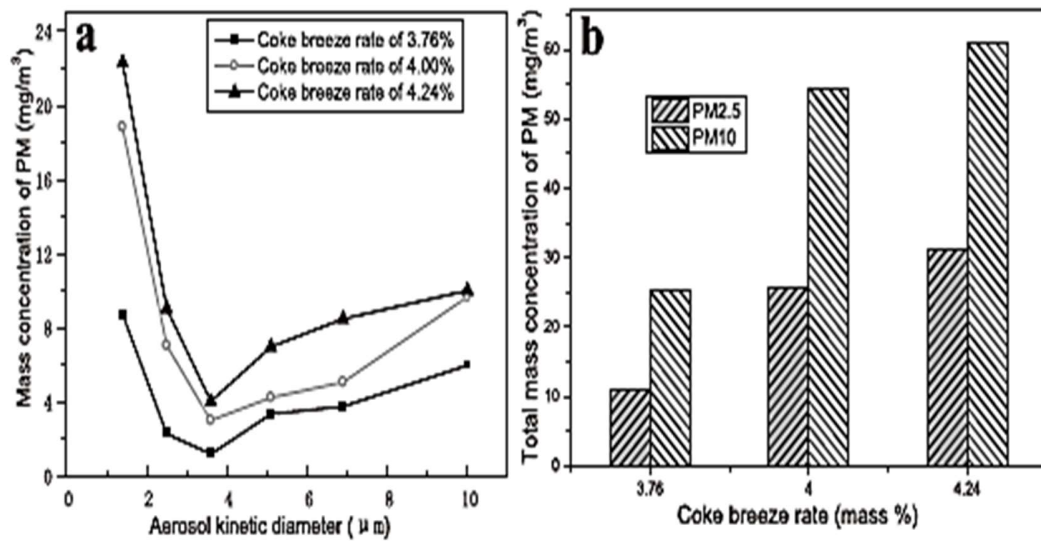 a
Coke breeze rate of 3.76%
Coke breeze rate of 4.00%
Coke breeze rate of 4.24%
Mass concentration of PM (mg/m³)
24
20
16
12
8
4
0
0 2 4 6 8 10
Aerosol kinetic diameter (μm)
b
PM2.5
PM10
Total mass concentration of PM (mg/m³)
60
50
40
30
20
10
0
3.76 4 4.24
Coke breeze rate (mass %)